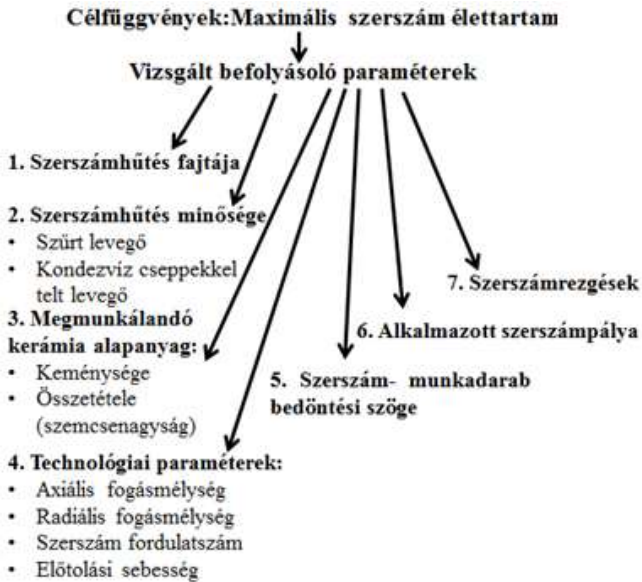 Célfüggvények:Maximális szerszám élettartam
Vizsgált befolyásoló paraméterek
1. Szerszámhűtés fajtája
2. Szerszámhűtés minősége
• Szűrt levegő
• Kondezvíz cseppekkel
telt levegő
3. Megmunkálandó
kerámia alapanyag:
• Keménysége
• Összetétele
(szemcsenagyság)
4. Technológiai paraméterek:
• Axiális fogásmélység
• Radiális fogásmélység
• Szerszám fordulatszám
• Előtolási sebesség
5. Szerszám- munkadarab
bedöntési szöge
6. Alkalmazott szerszámpálya
7. Szerszámrezgések